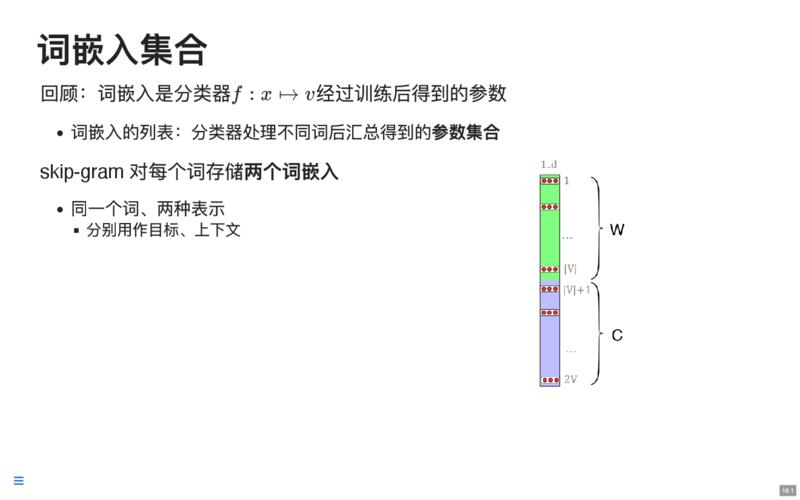 词嵌入集合
回顾：词嵌入是分类器f : x ↦ v经过训练后得到的参数
• 词嵌入的列表：分类器处理不同词后汇总得到的参数集合
skip-gram 对每个词存储两个词嵌入
• 同一个词、两种表示
▪ 分别用作目标、上下文
1..d
1
...
|V|
W
|V|+1
...
2V
C
18.1